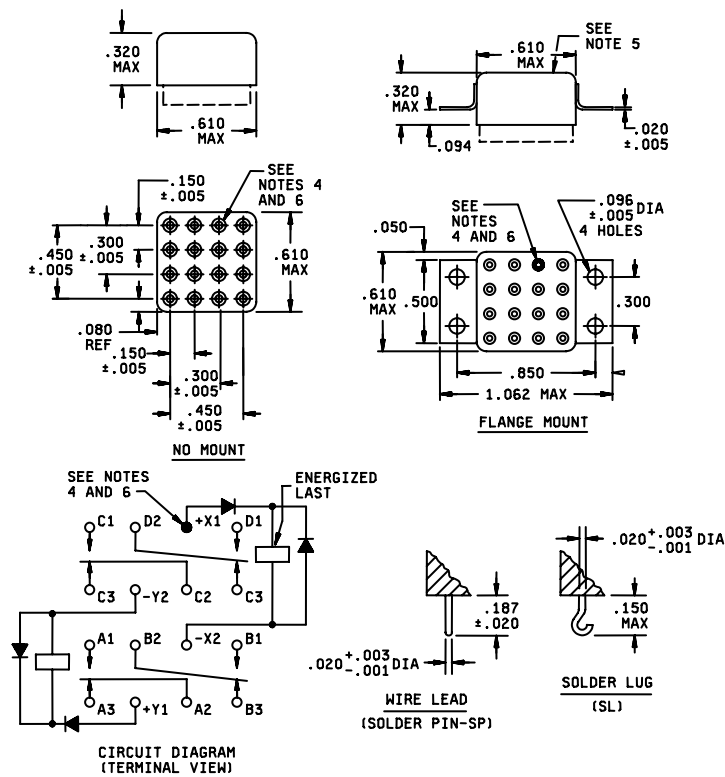 .320
MAX
.610
MAX
.610
MAX
SEE
NOTE 5
.320
MAX
.094
.020
±.005
.150
±.005
SEE
NOTES 4
AND 6
.450
±.005
.300
±.005
.610
MAX
.080
REF
.150
±.005
.300
±.005
.450
±.005
NO MOUNT
SEE
NOTES
4 AND 6
.096
±.005 DIA
4 HOLES
.050
.610
MAX
.500
.300
.850
1.062 MAX
FLANGE MOUNT
SEE NOTES
4 AND 6
ENERGIZED
LAST
C1 D2 +X1 D1
C3 -Y2 C2 C3
A1 B2 -X2 B1
A3 +Y1 A2 B3
CIRCUIT DIAGRAM
(TERMINAL VIEW)
.187
±.020
.020 +.003 -.001 DIA
WIRE LEAD
(SOLDER PIN-SP)
.020 +.003 -.001 DIA
.150
MAX
SOLDER LUG
(SL)